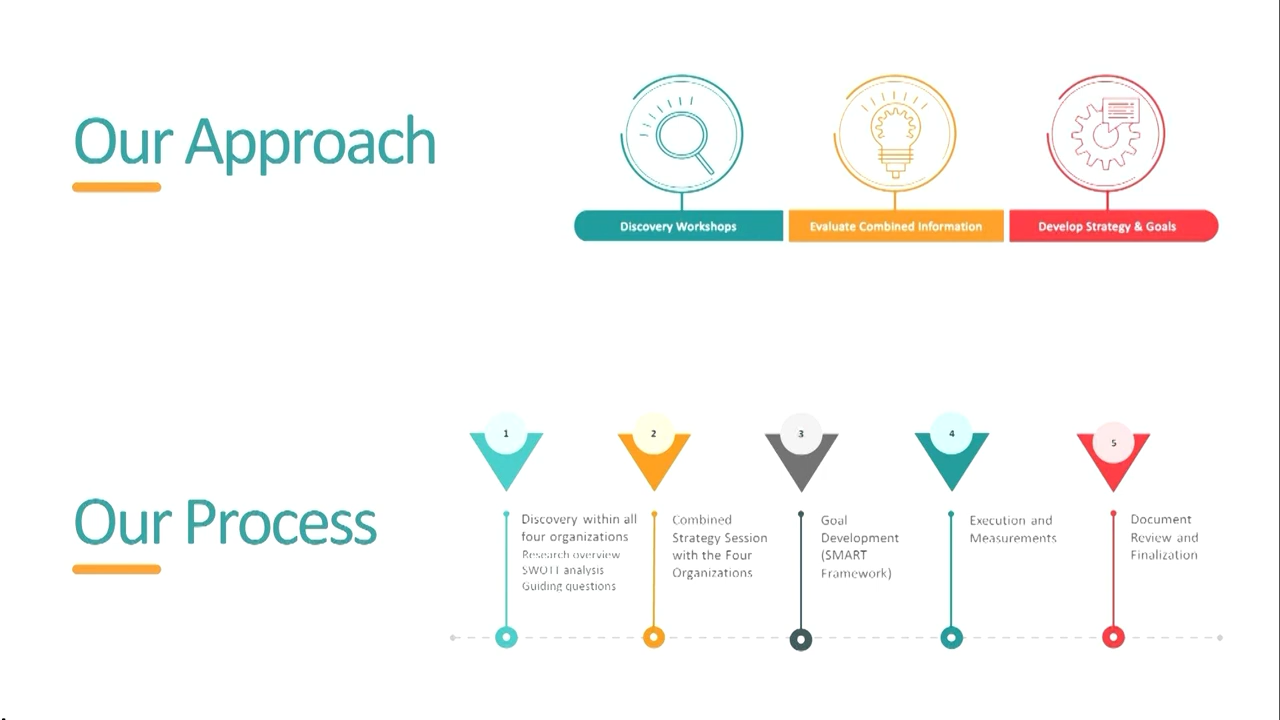 Our Approach
Discovery Workshops
Evaluate Combined Information
Develop Strategy & Goals
Our Process
1
Discovery within all
four organizations
Research overview
SWOTT analysis
Guiding questions
2
Combined
Strategy Session
with the Four
Organizations
3
Goal
Development
(SMART
Framework)
4
Execution and
Measurements
5
Document
Review and
Finalization